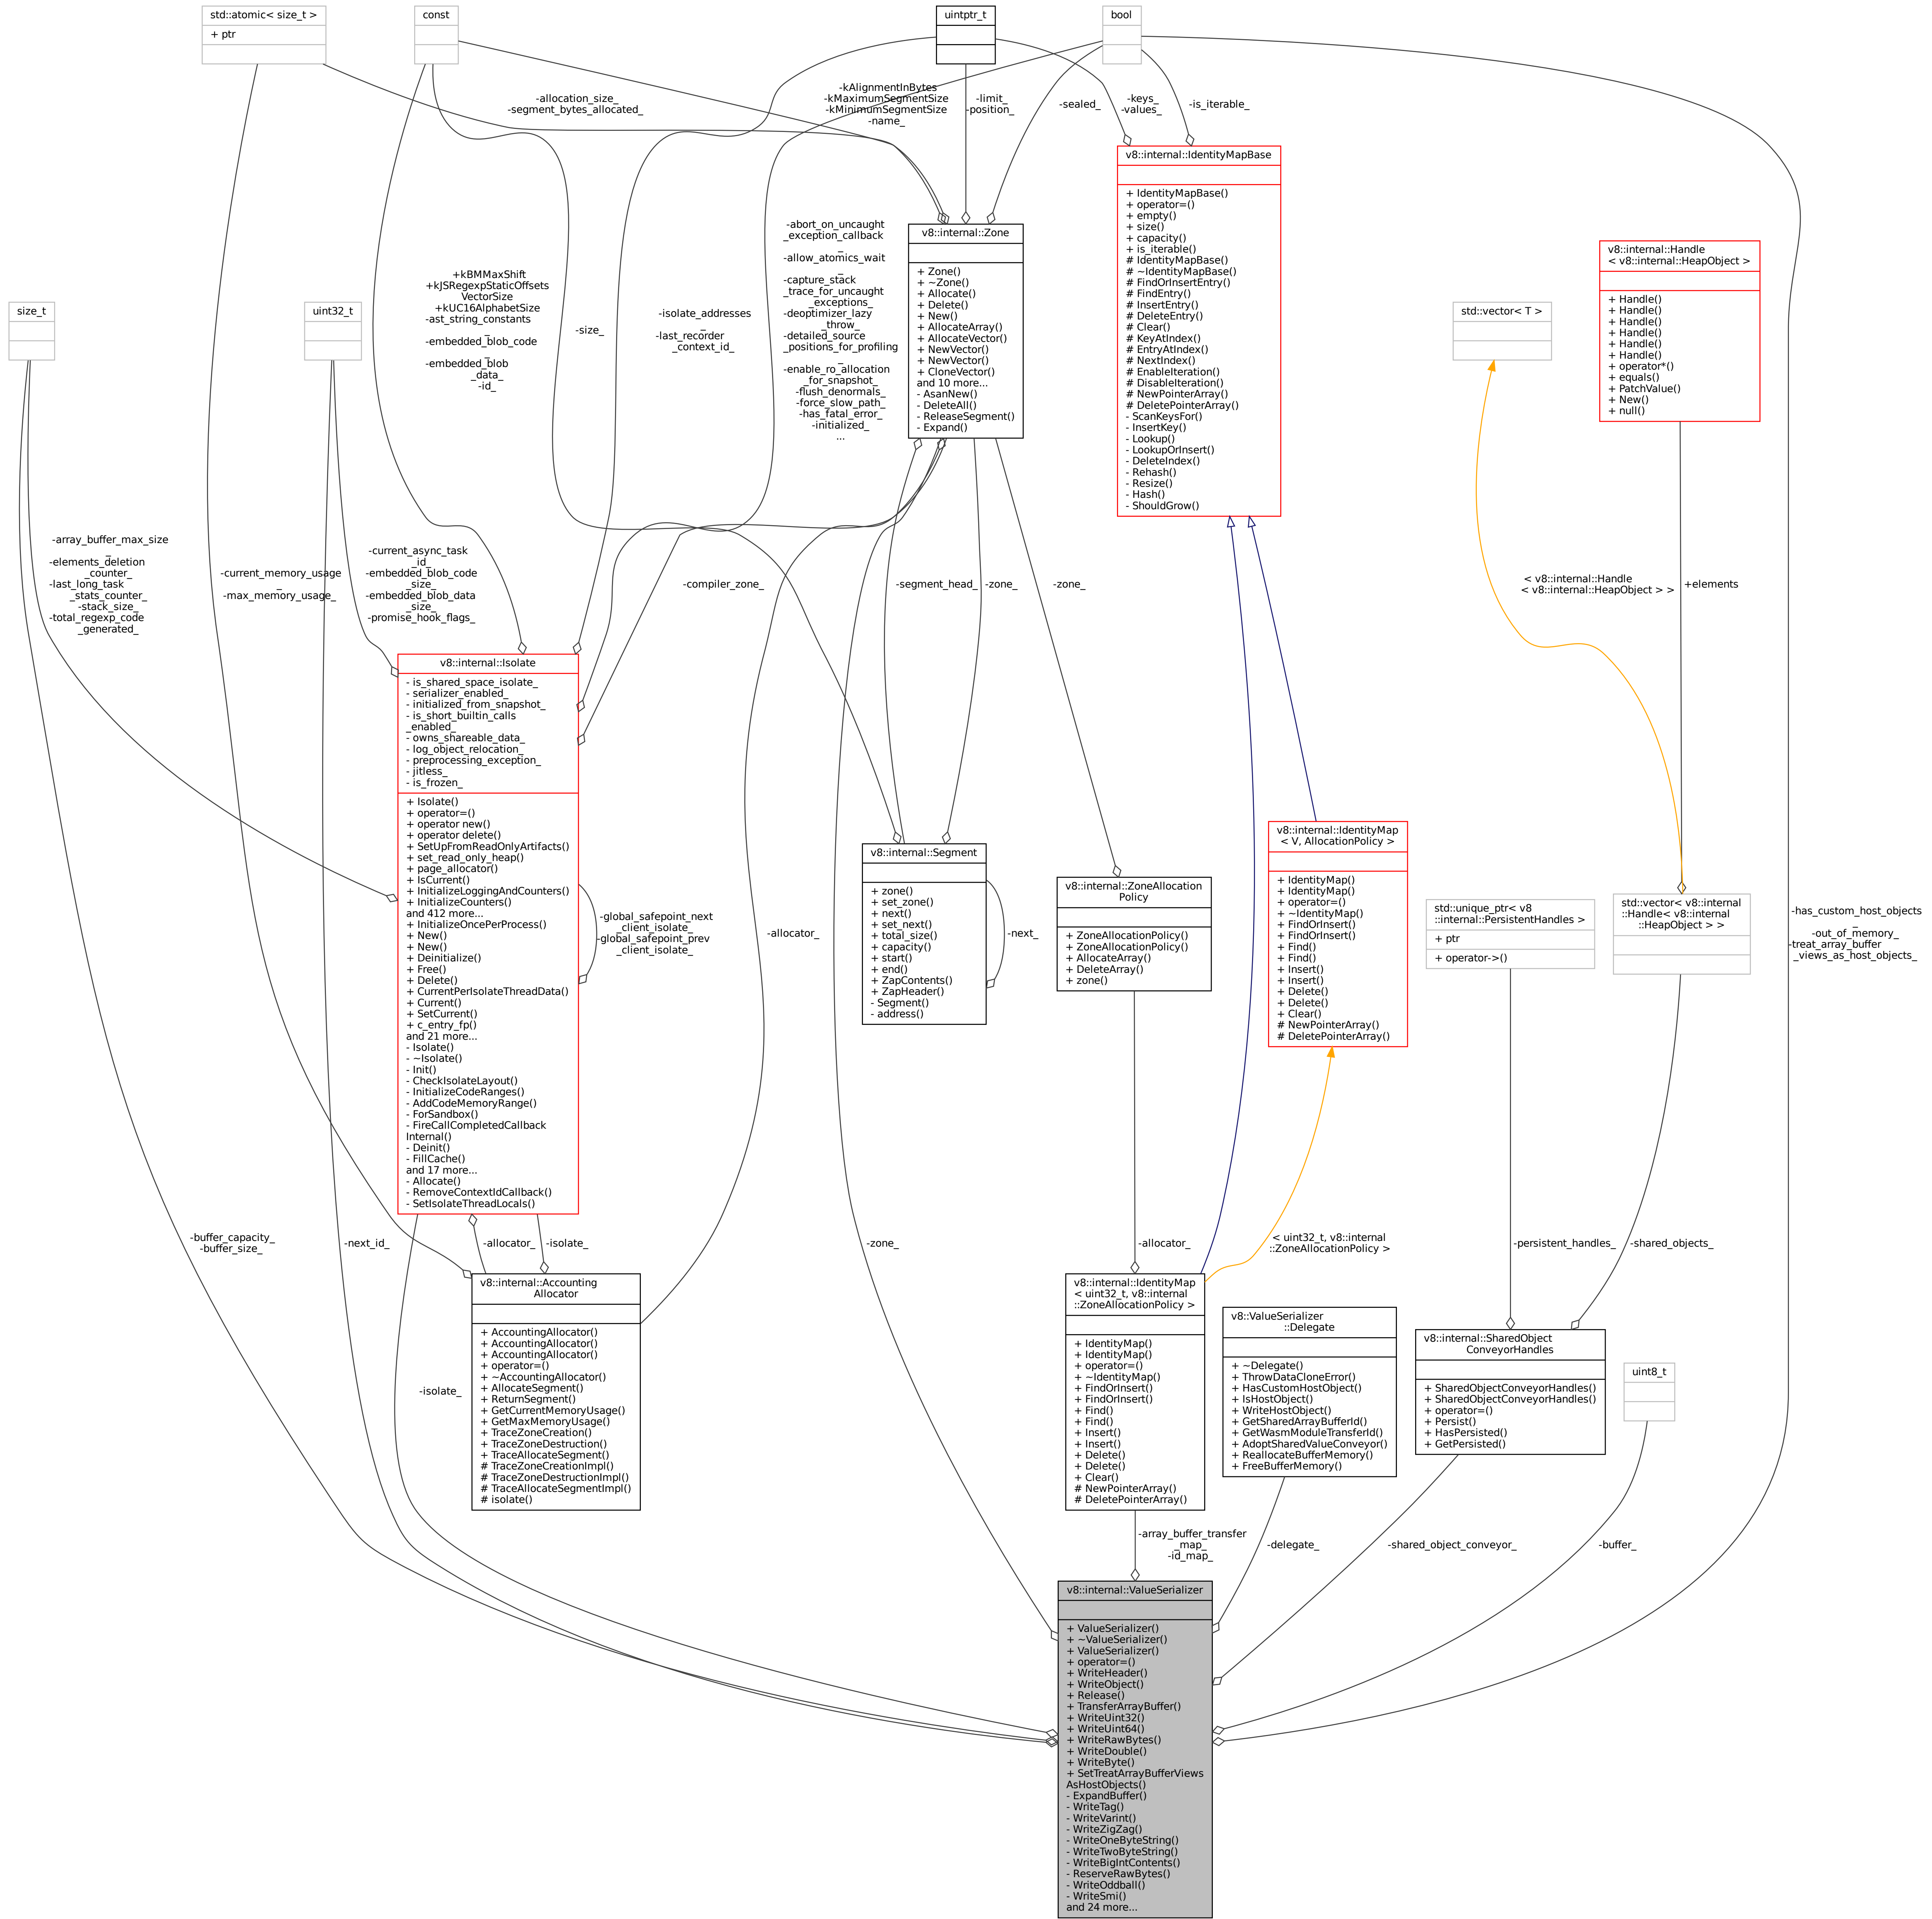 std::atomic< size_t >
+ ptr
const
uintptr_t
bool
-allocation_size_
-segment_bytes_allocated_
-kAlignmentInBytes
-kMaximumSegmentSize
-kMinimumSegmentSize
-name_
-limit_
-position_
-sealed_
-keys_
-values_
-is_iterable_
v8::internal::IdentityMapBase
+ IdentityMapBase()
+ operator=()
+ empty()
+ size()
+ capacity()
+ is_iterable()
# IdentityMapBase()
# ~IdentityMapBase()
# FindOrInsertEntry()
# FindEntry()
# InsertEntry()
# DeleteEntry()
# Clear()
# KeyAtIndex()
# EntryAtIndex()
# NextIndex()
# EnableIteration()
# DisableIteration()
# NewPointerArray()
# DeletePointerArray()
- ScanKeysFor()
- InsertKey()
- Lookup()
- LookupOrInsert()
- DeleteIndex()
- Rehash()
- Resize()
- Hash()
- ShouldGrow()
v8::internal::Zone
+ Zone()
+ ~Zone()
+ Allocate()
+ Delete()
+ New()
+ AllocateArray()
+ AllocateVector()
+ NewVector()
+ NewVector()
+ CloneVector()
and 10 more...
- AsanNew()
- DeleteAll()
- ReleaseSegment()
- Expand()
v8::internal::Handle
< v8::internal::HeapObject >
+ Handle()
+ Handle()
+ Handle()
+ Handle()
+ Handle()
+ Handle()
+ operator*()
+ equals()
+ PatchValue()
+ New()
+ null()
size_t
uint32_t
std::vector< T >
+kBMMaxShift
+kJSRegexpStaticOffsets
VectorSize
+kUC16AlphabetSize
-ast_string_constants
_
-embedded_blob_code
_
-embedded_blob
_data_
-id_
-size_
-isolate_addresses
_
-last_recorder
_context_id_
-abort_on_uncaught
_exception_callback
_
-allow_atomics_wait
_
-capture_stack
_trace_for_uncaught
_exceptions_
-deoptimizer_lazy
_throw_
-detailed_source
_positions_for_profiling
_
-enable_ro_allocation
_for_snapshot_
-flush_denormals_
-force_slow_path_
-has_fatal_error_
-initialized_
...
-array_buffer_max_size
_
-elements_deletion
_counter_
-last_long_task
_stats_counter_
-stack_size_
-total_regexp_code
_generated_
-current_memory_usage
_
-max_memory_usage_
-current_async_task
_id_
-embedded_blob_code
_size_
-embedded_blob_data
_size_
-promise_hook_flags_
-compiler_zone_
-segment_head_
-zone_
-zone_
< v8::internal::Handle
< v8::internal::HeapObject > >
+elements
v8::internal::Isolate
- is_shared_space_isolate_
- serializer_enabled_
- initialized_from_snapshot_
- is_short_builtin_calls
_enabled_
- owns_shareable_data_
- log_object_relocation_
- preprocessing_exception_
- jitless_
- is_frozen_
+ Isolate()
+ operator=()
+ operator new()
+ operator delete()
+ SetUpFromReadOnlyArtifacts()
+ set_read_only_heap()
+ page_allocator()
+ IsCurrent()
+ InitializeLoggingAndCounters()
+ InitializeCounters()
and 412 more...
+ InitializeOncePerProcess()
+ New()
+ New()
+ Deinitialize()
+ Free()
+ Delete()
+ CurrentPerIsolateThreadData()
+ Current()
+ SetCurrent()
+ c_entry_fp()
and 21 more...
- Isolate()
- ~Isolate()
- Init()
- CheckIsolateLayout()
- InitializeCodeRanges()
- AddCodeMemoryRange()
- ForSandbox()
- FireCallCompletedCallback
Internal()
- Deinit()
- FillCache()
and 17 more...
- Allocate()
- RemoveContextIdCallback()
- SetIsolateThreadLocals()
-global_safepoint_next
_client_isolate_
-global_safepoint_prev
_client_isolate_
-allocator_
v8::internal::Segment
+ zone()
+ set_zone()
+ next()
+ set_next()
+ total_size()
+ capacity()
+ start()
+ end()
+ ZapContents()
+ ZapHeader()
- Segment()
- address()
-next_
v8::internal::ZoneAllocation
Policy
+ ZoneAllocationPolicy()
+ ZoneAllocationPolicy()
+ AllocateArray()
+ DeleteArray()
+ zone()
v8::internal::IdentityMap
< V, AllocationPolicy >
+ IdentityMap()
+ IdentityMap()
+ operator=()
+ ~IdentityMap()
+ FindOrInsert()
+ FindOrInsert()
+ Find()
+ Find()
+ Insert()
+ Insert()
+ Delete()
+ Delete()
+ Clear()
# NewPointerArray()
# DeletePointerArray()
std::unique_ptr< v8
::internal::PersistentHandles >
+ ptr
+ operator->()
std::vector< v8::internal
::Handle< v8::internal
::HeapObject > >
-has_custom_host_objects
_
-out_of_memory_
-treat_array_buffer
_views_as_host_objects_
-buffer_capacity_
-buffer_size_
-next_id_
-allocator_
-isolate_
-zone_
-allocator_
< uint32_t, v8::internal
::ZoneAllocationPolicy >
-persistent_handles_
-shared_objects_
v8::internal::Accounting
Allocator
+ AccountingAllocator()
+ AccountingAllocator()
+ AccountingAllocator()
+ operator=()
+ ~AccountingAllocator()
+ AllocateSegment()
+ ReturnSegment()
+ GetCurrentMemoryUsage()
+ GetMaxMemoryUsage()
+ TraceZoneCreation()
+ TraceZoneDestruction()
+ TraceAllocateSegment()
# TraceZoneCreationImpl()
# TraceZoneDestructionImpl()
# TraceAllocateSegmentImpl()
# isolate()
-isolate_
v8::internal::IdentityMap
< uint32_t, v8::internal
::ZoneAllocationPolicy >
+ IdentityMap()
+ IdentityMap()
+ operator=()
+ ~IdentityMap()
+ FindOrInsert()
+ FindOrInsert()
+ Find()
+ Find()
+ Insert()
+ Insert()
+ Delete()
+ Delete()
+ Clear()
# NewPointerArray()
# DeletePointerArray()
v8::ValueSerializer
::Delegate
+ ~Delegate()
+ ThrowDataCloneError()
+ HasCustomHostObject()
+ IsHostObject()
+ WriteHostObject()
+ GetSharedArrayBufferId()
+ GetWasmModuleTransferId()
+ AdoptSharedValueConveyor()
+ ReallocateBufferMemory()
+ FreeBufferMemory()
v8::internal::SharedObject
ConveyorHandles
+ SharedObjectConveyorHandles()
+ SharedObjectConveyorHandles()
+ operator=()
+ Persist()
+ HasPersisted()
+ GetPersisted()
uint8_t
-array_buffer_transfer
_map_
-id_map_
-delegate_
-shared_object_conveyor_
-buffer_
v8::internal::ValueSerializer
+ ValueSerializer()
+ ~ValueSerializer()
+ ValueSerializer()
+ operator=()
+ WriteHeader()
+ WriteObject()
+ Release()
+ TransferArrayBuffer()
+ WriteUint32()
+ WriteUint64()
+ WriteRawBytes()
+ WriteDouble()
+ WriteByte()
+ SetTreatArrayBufferViews
AsHostObjects()
- ExpandBuffer()
- WriteTag()
- WriteVarint()
- WriteZigZag()
- WriteOneByteString()
- WriteTwoByteString()
- WriteBigIntContents()
- ReserveRawBytes()
- WriteOddball()
- WriteSmi()
and 24 more...